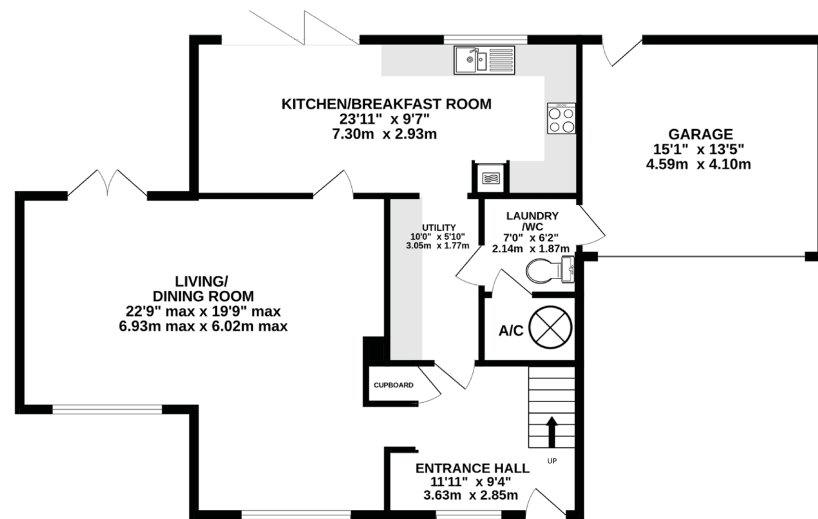 KITCHEN/BREAKFAST ROOM
23'11" x 9'7"
7.30m x 2.93m
GARAGE
15'1" x 13'5"
4.59m x 4.10m
LAUNDRY
/WC
7'0" x 6'2"
2.14m x 1.87m
UTILITY
10'0" x 5'10"
3.05m x 1.77m
LIVING/
DINING ROOM
22'9" max x 19'9" max
6.93m max x 6.02m max
A/C
CUPBOARD
UP
ENTRANCE HALL
11'11" x 9'4"
3.63m x 2.85m